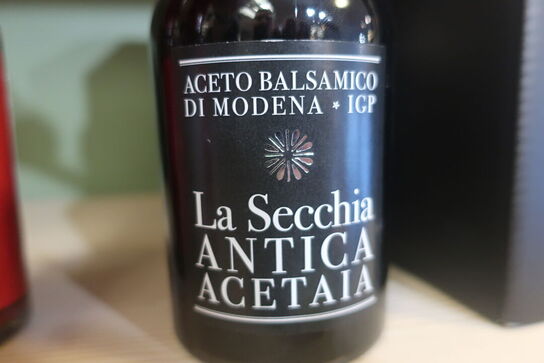 ACETO BALSAMICO
DI MODENA * IGP
La Secchia
ANTICA
ACETAIA